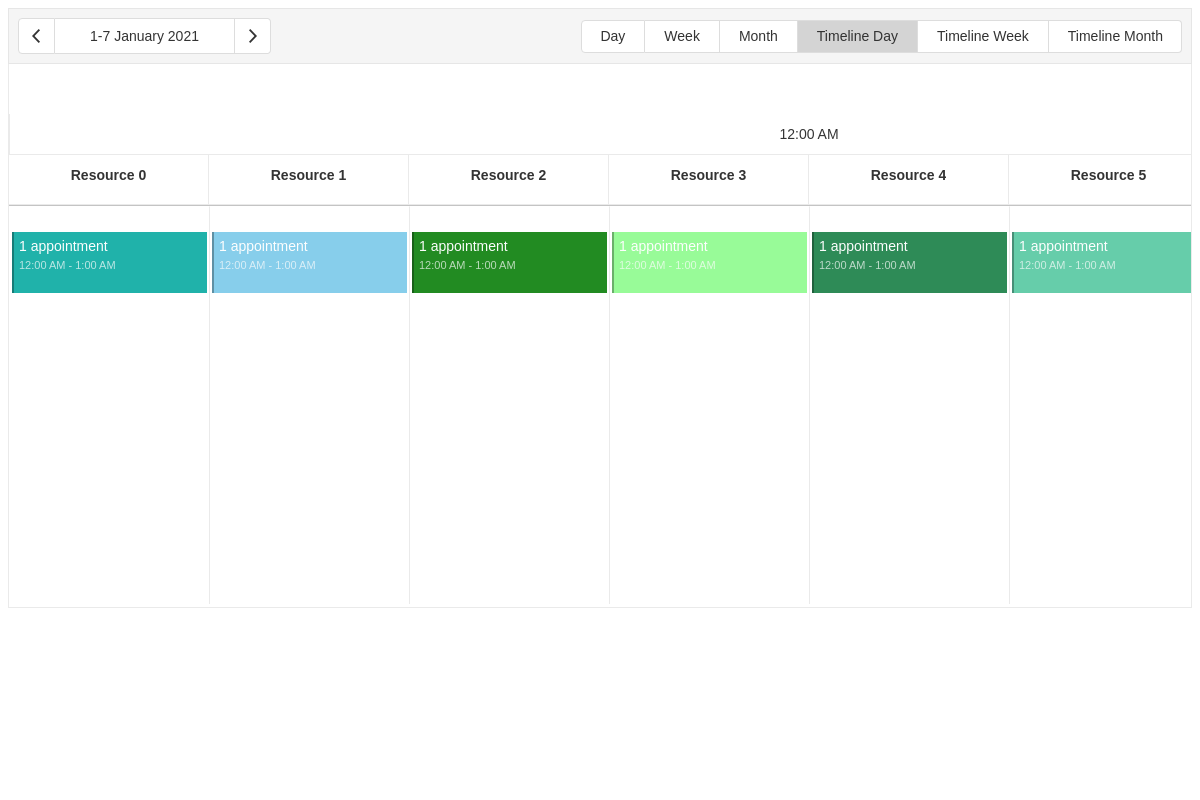 1-7 January 2021 Day Week Month Timeline Day Timeline Week Timeline Month
12:00 AM
Resource 0 Resource 1 Resource 2 Resource 3 Resource 4 Resource 5
1 appointment 1 appointment 1 appointment 1 appointment 1 appointment 1 appointment
12:00 AM - 1:00 AM 12:00 AM - 1:00 AM 12:00 AM - 1:00 AM 12:00 AM - 1:00 AM 12:00 AM - 1:00 AM 12:00 AM - 1:00 AM